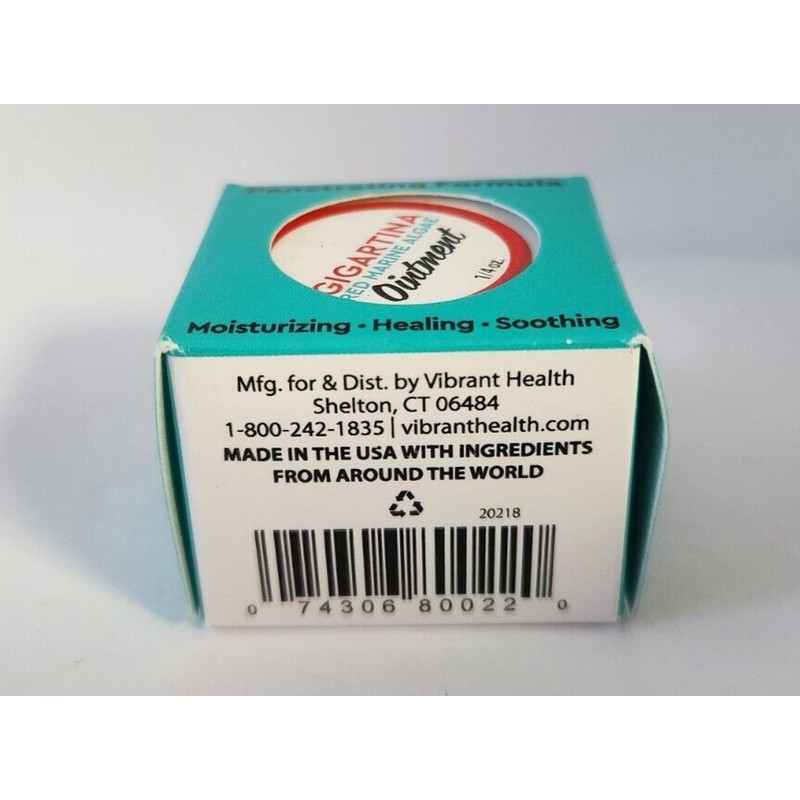 Penetrating Formula
GIGARTINA
RED MARINE ALGAE
Ointment
1/4 oz.
Moisturizing • Healing • Soothing
Mfg. for & Dist. by Vibrant Health
Shelton, CT 06484
1-800-242-1835 | vibranthealth.com
MADE IN THE USA WITH INGREDIENTS
FROM AROUND THE WORLD
20218
0 74306 80022 0